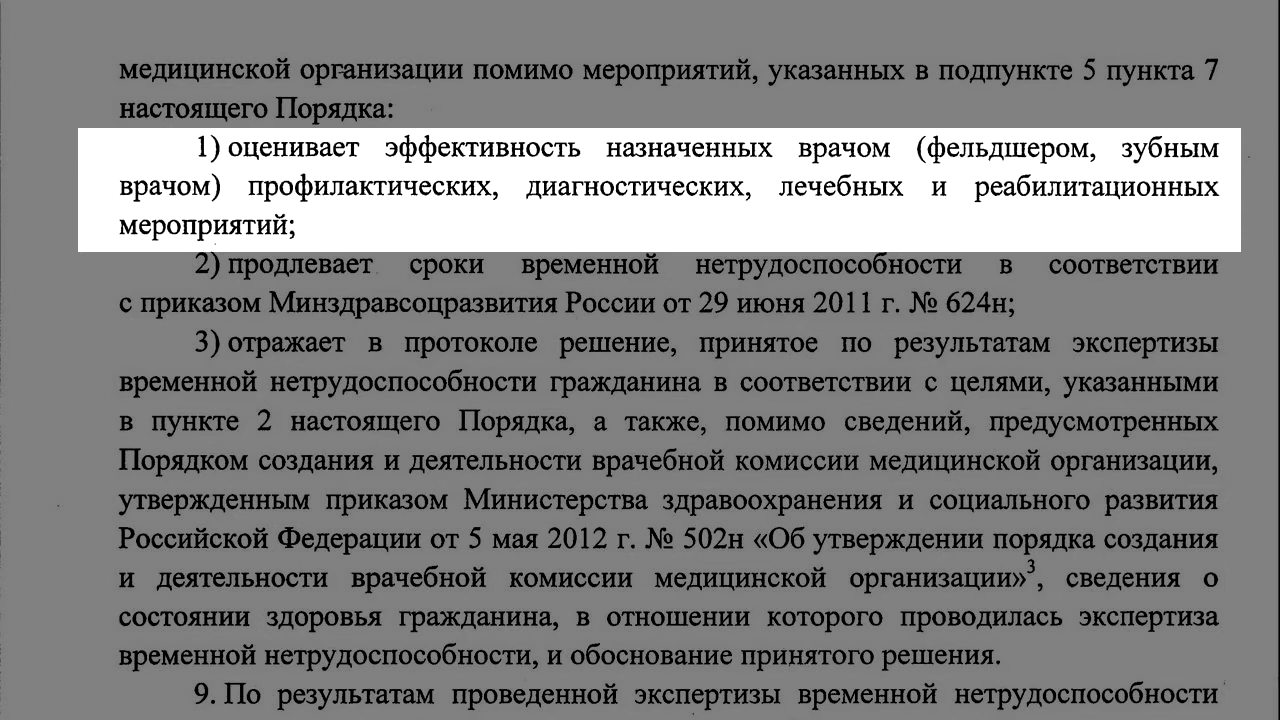 медицинской организации помимо мероприятий, указанных в подпункте 5 пункта 7
настоящего Порядка:
1) оценивает эффективность назначенных врачом (фельдшером, зубным
врачом) профилактических, диагностических, лечебных и реабилитационных
мероприятий;
2) продлевает сроки временной нетрудоспособности в соответствии
с приказом Минздравсоцразвития России от 29 июня 2011 г. № 624н;
3) отражает в протоколе решение, принятое по результатам экспертизы
временной нетрудоспособности гражданина в соответствии с целями, указанными
в пункте 2 настоящего Порядка, а также, помимо сведений, предусмотренных
Порядком создания и деятельности врачебной комиссии медицинской организации,
утвержденным приказом Министерства здравоохранения и социального развития
Российской Федерации от 5 мая 2012 г. № 502н «Об утверждении порядка создания
и деятельности врачебной комиссии медицинской организации»³, сведения о
состоянии здоровья гражданина, в отношении которого проводилась экспертиза
временной нетрудоспособности, и обоснование принятого решения.
9. По результатам проведенной экспертизы временной нетрудоспособности